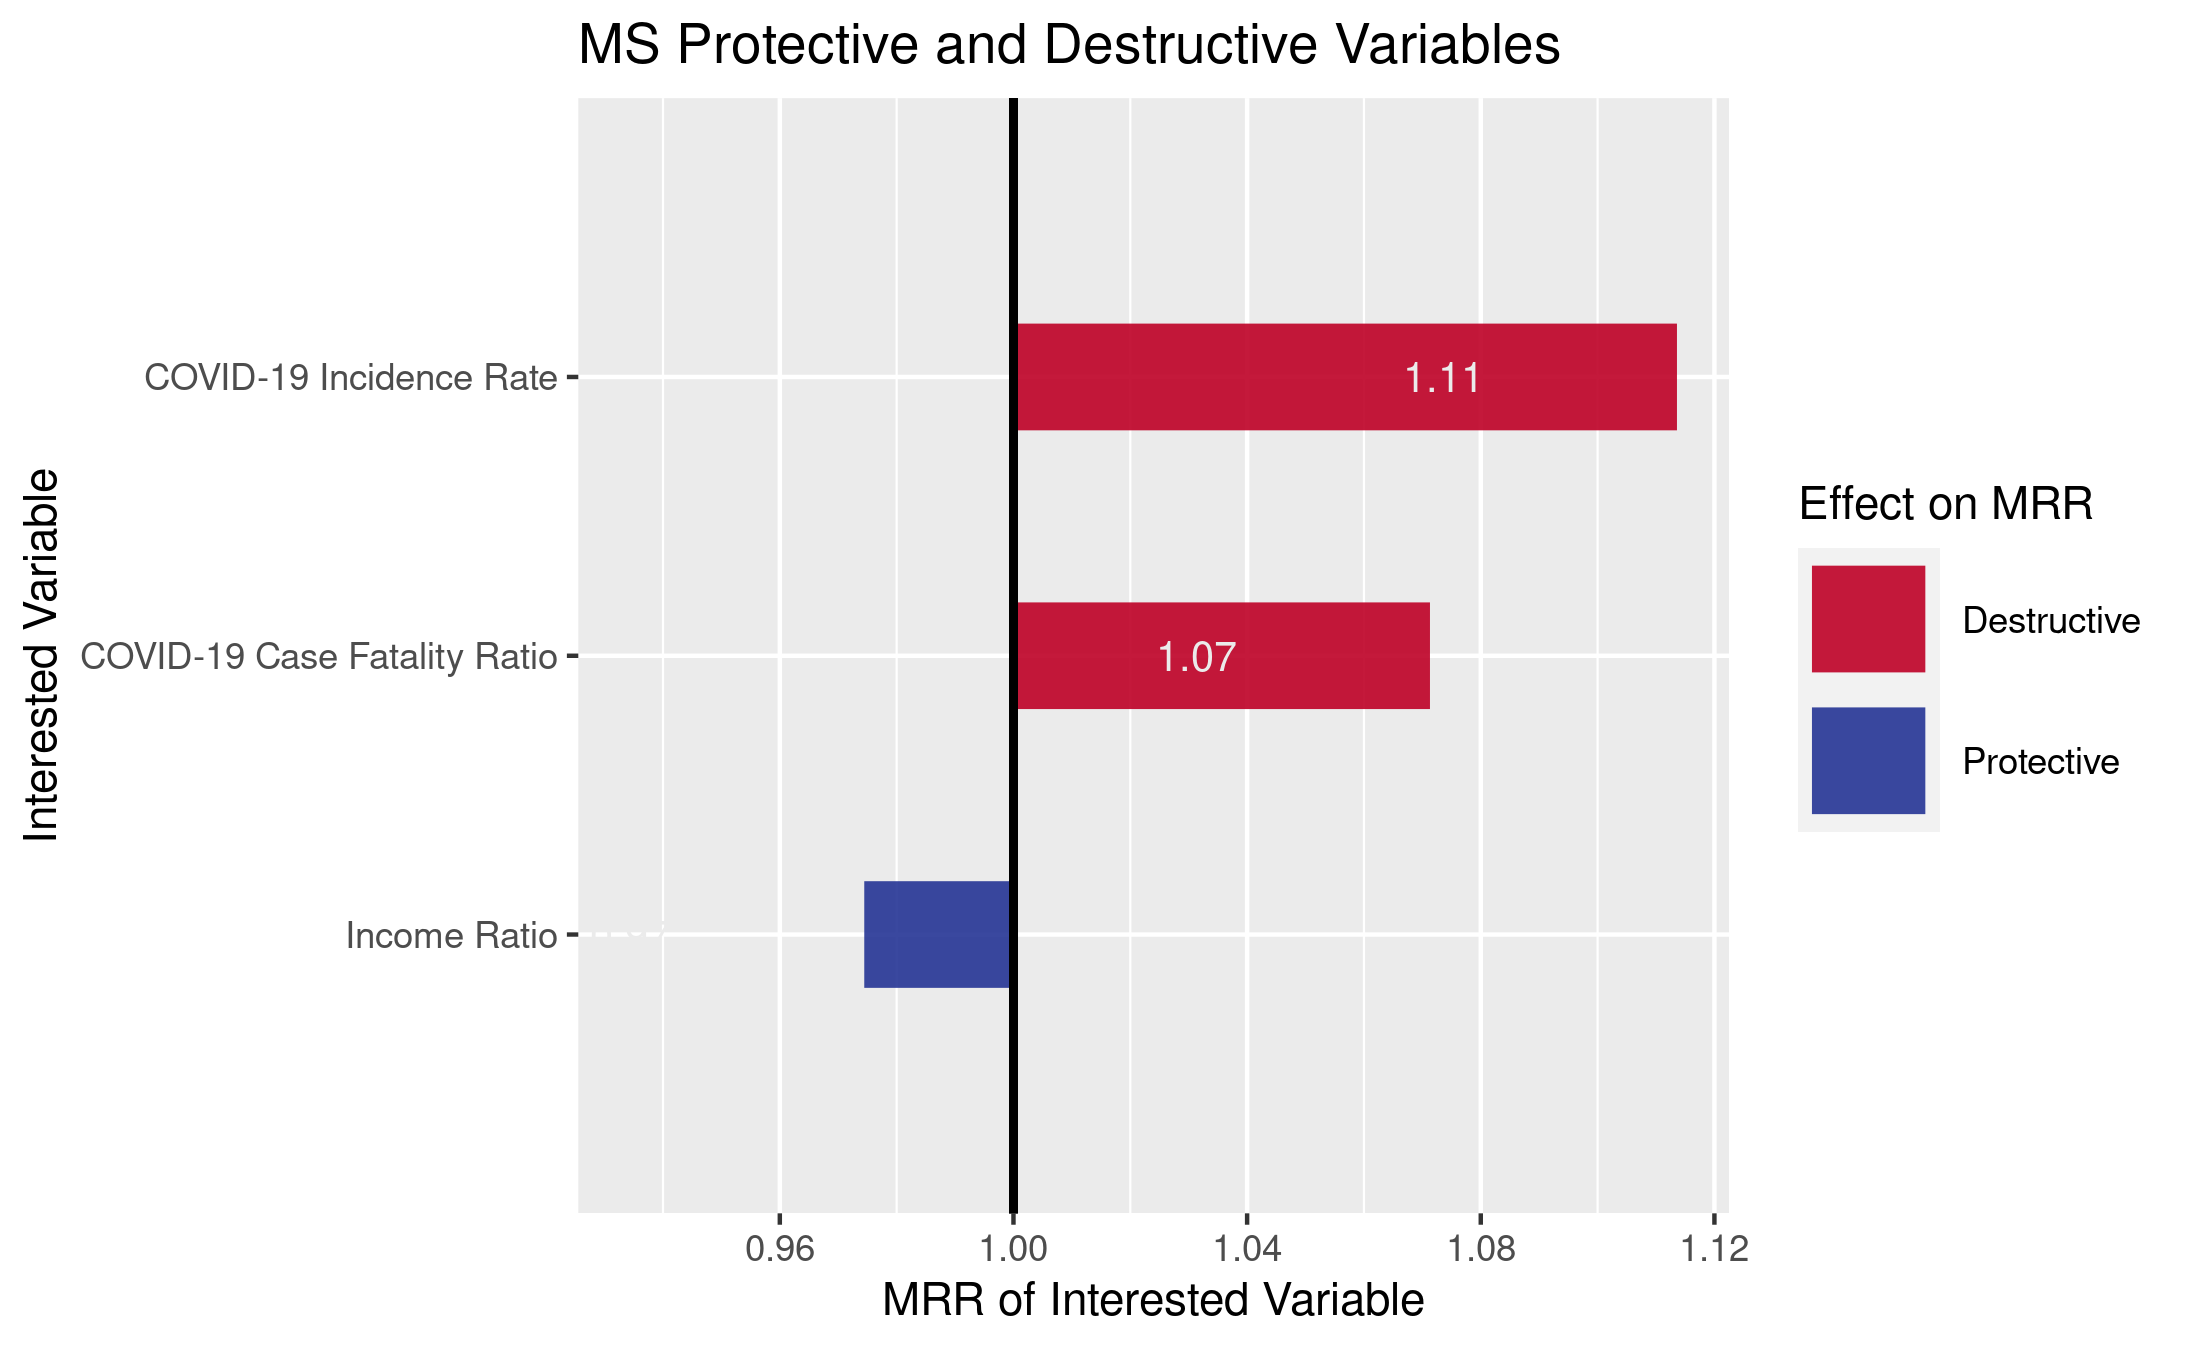 MS Protective and Destructive Variables
Interested Variable
COVID-19 Incidence Rate
1.11
COVID-19 Case Fatality Ratio
1.07
Income Ratio
0.96 1.00 1.04 1.08 1.12
MRR of Interested Variable
Effect on MRR
Destructive
Protective